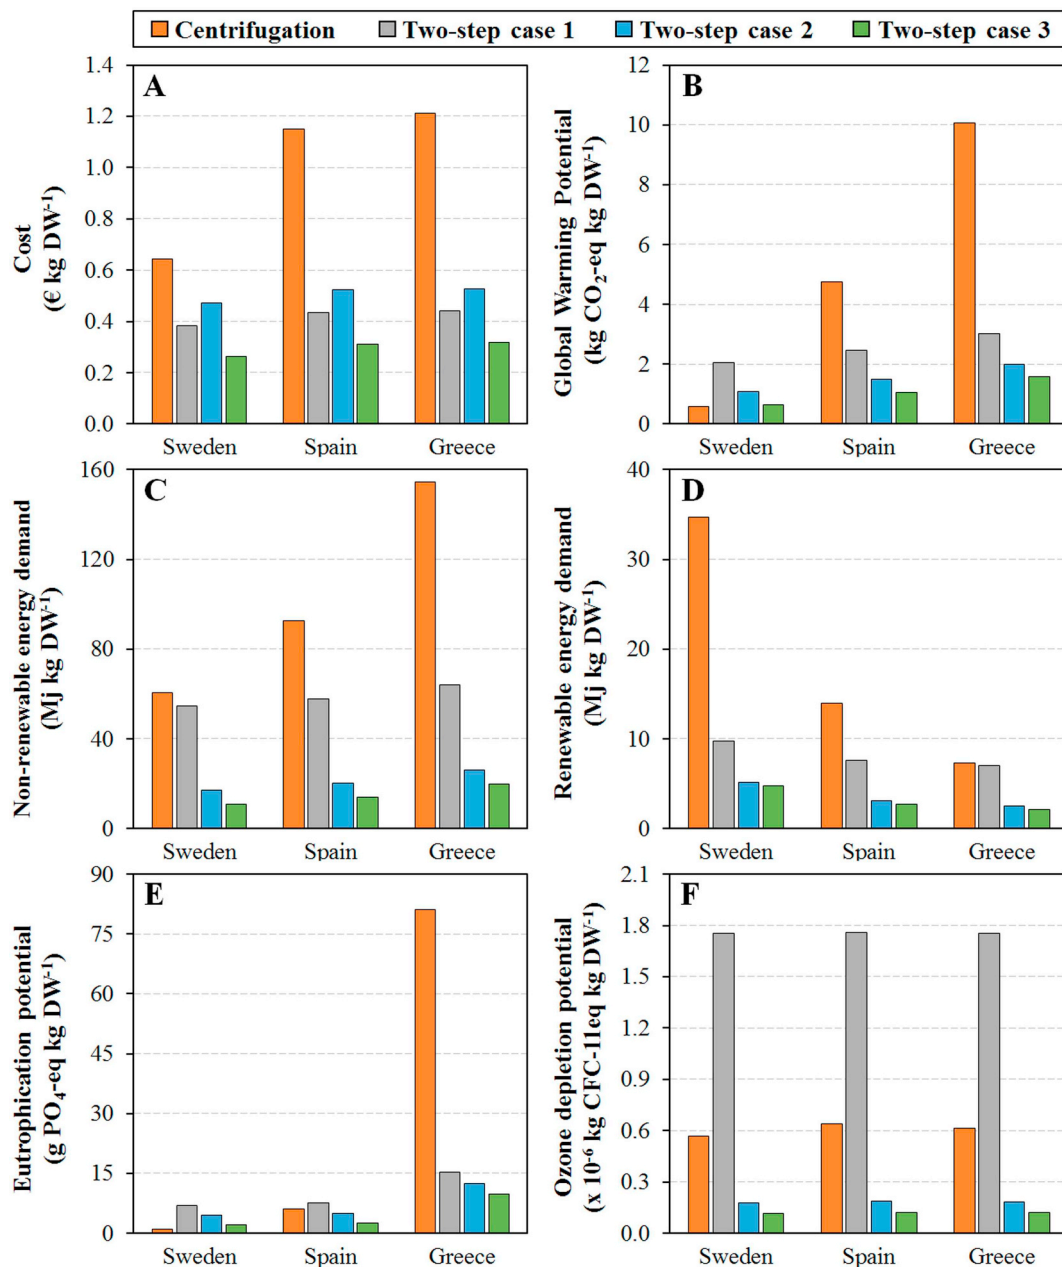 Centrifugation Two-step case 1 Two-step case 2 Two-step case 3
A
Cost
(€ kg DW⁻¹)
1.4
1.2
1.0
0.8
0.6
0.4
0.2
0.0
Sweden Spain Greece
B
Global Warming Potential
(kg CO₂-eq kg DW⁻¹)
12
10
8
6
4
2
0
Sweden Spain Greece
C
Non-renewable energy demand
(Mj kg DW⁻¹)
160
120
80
40
0
Sweden Spain Greece
D
Renewable energy demand
(Mj kg DW⁻¹)
40
30
20
10
0
Sweden Spain Greece
E
Eutrophication potential
(g PO₄-eq kg DW⁻¹)
90
75
60
45
30
15
0
Sweden Spain Greece
F
Ozone depletion potential
(x 10⁻⁶ kg CFC-11eq kg DW⁻¹)
2.1
1.8
1.5
1.2
0.9
0.6
0.3
0.0
Sweden Spain Greece